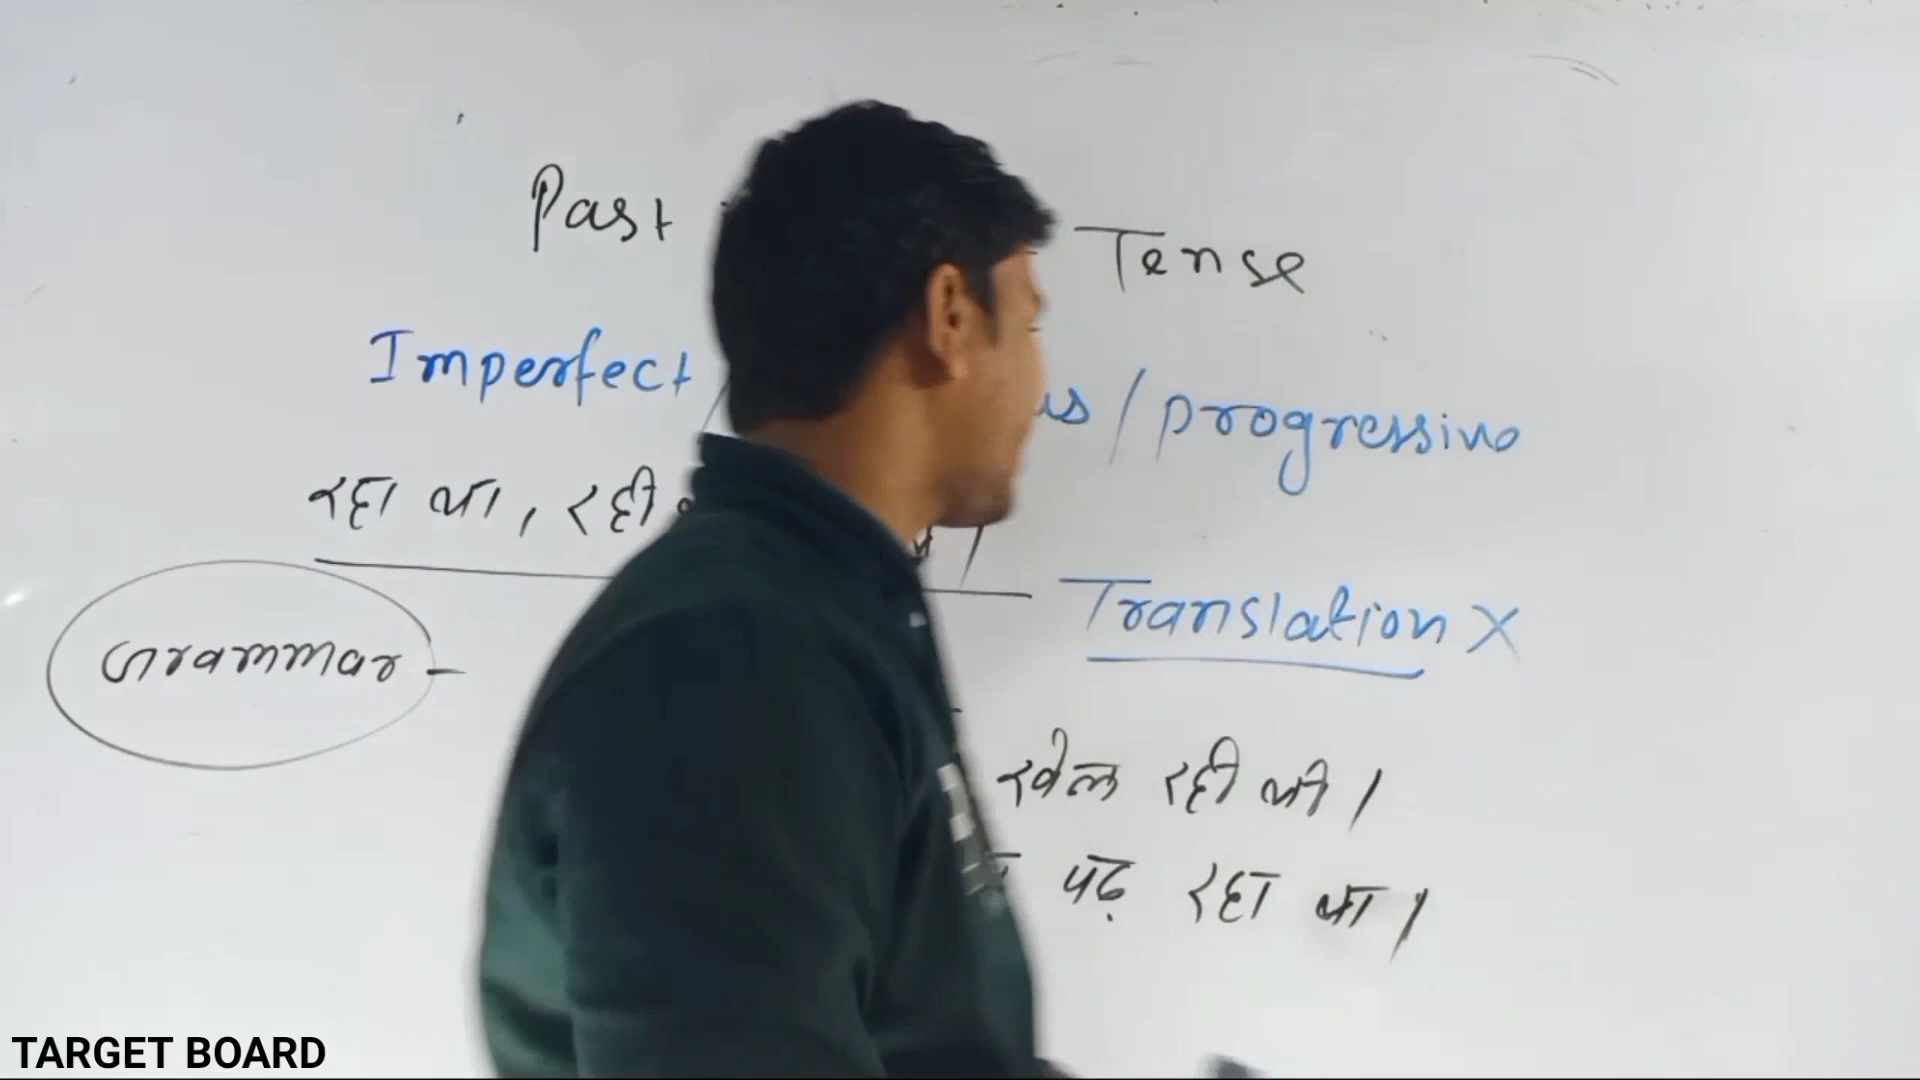 Past Tense
Imperfect / us / progressive
रहा था, रही
Grammar -
Translation X
खेल रही थी।
पढ़ रहा था।
TARGET BOARD